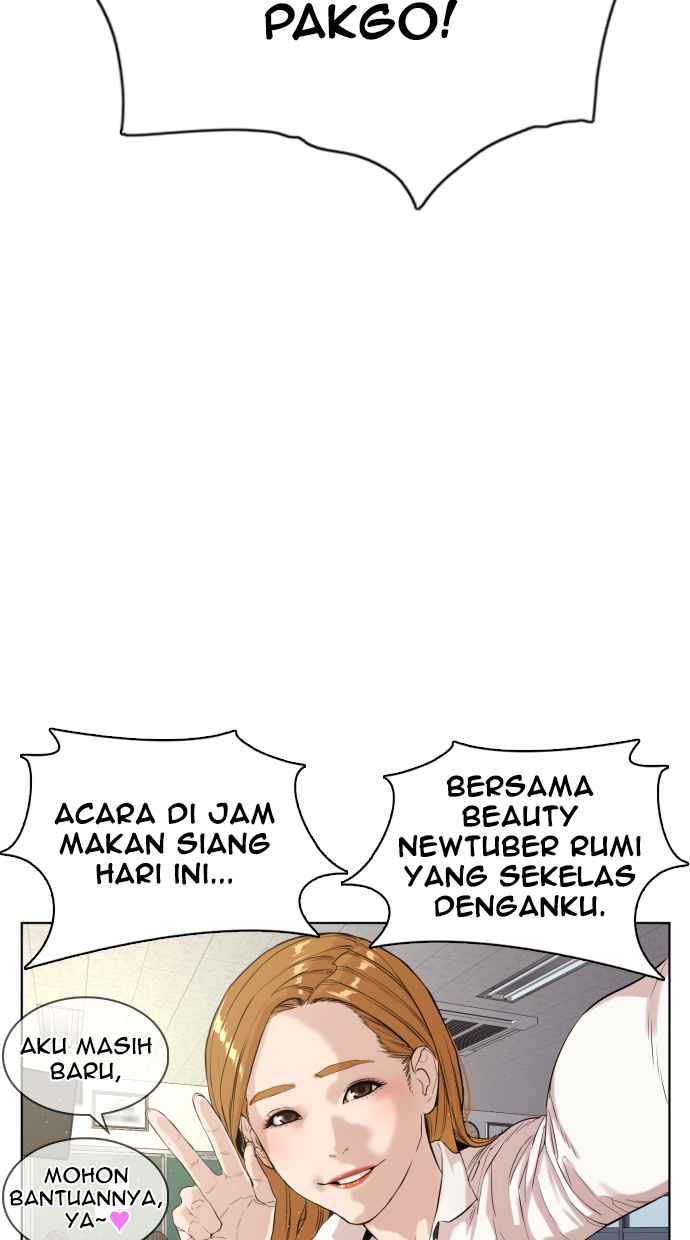 PAKGO!
ACARA DI JAM
MAKAN SIANG
HARI INI...
BERSAMA
BEAUTY
NEWTUBER RUMI
YANG SEKELAS
DENGANKU.
AKU MASIH
BARU,
MOHON
BANTUANNYA,
YA~♥